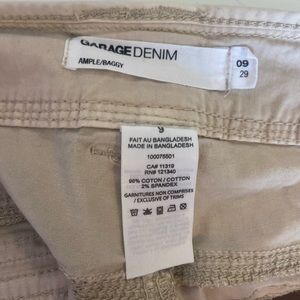 GARAGE DENIM
AMPLE/BAGGY
09
29
9
FAIT AU BANGLADESH
MADE IN BANGLADESH
100075501
CA# 11319
RN# 121340
98% COTON / COTTON
2% SPANDEX
GARNITURES NON COMPRISES
/ EXCLUSIVE OF TRIMS